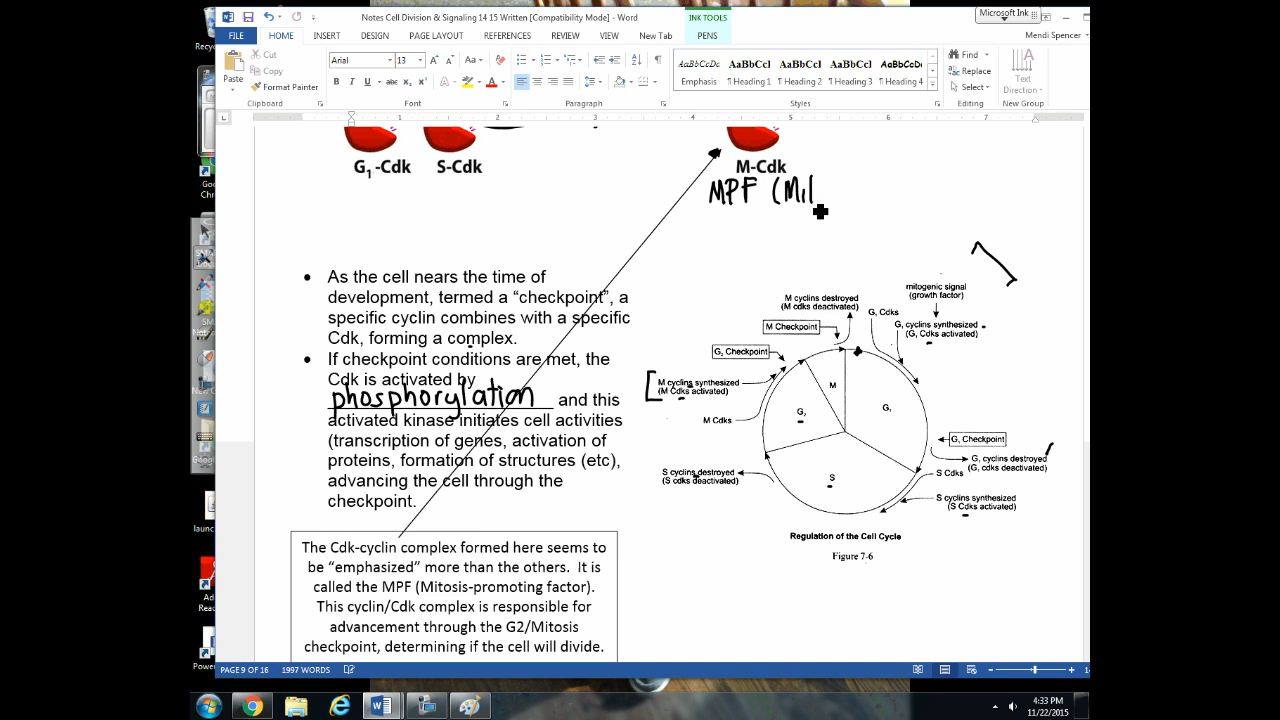 Notes Cell Division & Signaling 14 15 Written [Compatibility Mode] - Word
INK TOOLS
Microsoft Ink
FILE HOME INSERT PAGE LAYOUT REFERENCES REVIEW VIEW New Tab PENS
Mendi Spencer
Paste
Cut
Copy
Format Painter
Arial 13
AaBbCcDc AaBbCcl AaBbCcl AaBbCcl AaBbCcDc
Emphasis ¶ Heading 1 ¶ Heading 2 ¶ Heading 3 ¶ Heading 4
Find
Replace
Select
Text
Direction
Clipboard Font Paragraph Styles Editing New Group
1 2 3 4 5 6 7
G1-Cdk S-Cdk M-Cdk
MPF (Mi
• As the cell nears the time of
development, termed a “checkpoint”, a
specific cyclin combines with a specific
Cdk, forming a complex.
• If checkpoint conditions are met, the
Cdk is activated by
phosphorylation and this
activated kinase initiates cell activities
(transcription of genes, activation of
proteins, formation of structures (etc),
advancing the cell through the
checkpoint.
The Cdk-cyclin complex formed here seems to
be “emphasized” more than the others. It is
called the MPF (Mitosis-promoting factor).
This cyclin/Cdk complex is responsible for
advancement through the G2/Mitosis
checkpoint, determining if the cell will divide.
mitogenic signal
(growth factor)
M cyclins destroyed
(M cdks deactivated)
G1 Cdks
M Checkpoint
G1 cyclins synthesized
(G1 Cdks activated)
G2 Checkpoint
M cyclins synthesized
(M Cdks activated)
M
G1
G2
M Cdks
S
G1 Checkpoint
G1 cyclins destroyed
(G1 cdks deactivated)
S cyclins destroyed
(S cdks deactivated)
S Cdks
S cyclins synthesized
(S Cdks activated)
Regulation of the Cell Cycle
Figure 7-6
PAGE 9 OF 16 1997 WORDS
4:33 PM
11/22/2015